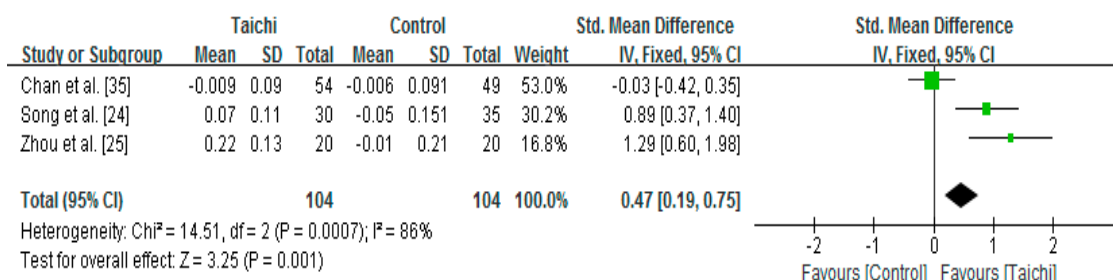 Taichi Control Std. Mean Difference Std. Mean Difference
Study or Subgroup Mean SD Total Mean SD Total Weight IV, Fixed, 95% CI IV, Fixed, 95% CI
Chan et al. [35] -0.009 0.09 54 -0.006 0.091 49 53.0% -0.03 [-0.42, 0.35]
Song et al. [24] 0.07 0.11 30 -0.05 0.151 35 30.2% 0.89 [0.37, 1.40]
Zhou et al. [25] 0.22 0.13 20 -0.01 0.21 20 16.8% 1.29 [0.60, 1.98]
Total (95% CI) 104 104 100.0% 0.47 [0.19, 0.75]
Heterogeneity: Chi² = 14.51, df = 2 (P = 0.0007); I² = 86%
Test for overall effect: Z = 3.25 (P = 0.001)
-2 -1 0 1 2
Favours [Control] Favours [Taichi]